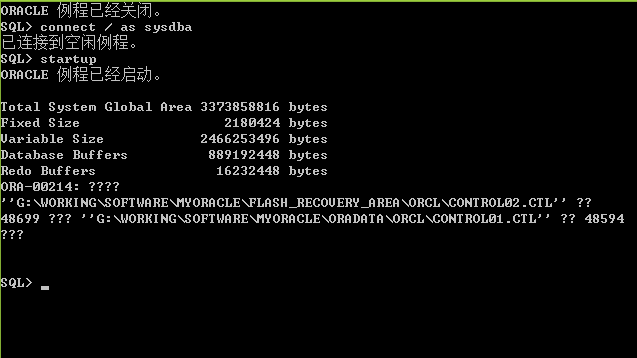 ORACLE 例程已经关闭。
SQL> connect / as sysdba
已连接到空闲例程。
SQL> startup
ORACLE 例程已经启动。
Total System Global Area 3373858816 bytes
Fixed Size 2180424 bytes
Variable Size 2466253496 bytes
Database Buffers 889192448 bytes
Redo Buffers 16232448 bytes
ORA-00214: ????
''G:\WORKING\SOFTWARE\MYORACLE\FLASH_RECOVERY_AREA\ORCL\CONTROL02.CTL'' ??
48699 ??? ''G:\WORKING\SOFTWARE\MYORACLE\ORADATA\ORCL\CONTROL01.CTL'' ?? 48594
???
SQL>